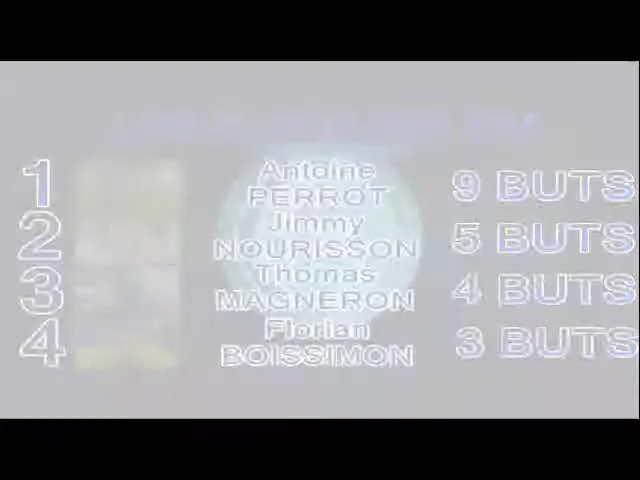 1
Antoine
PERROT
9 BUTS
2
Jimmy
NOURISSON
5 BUTS
3
Thomas
MAGNERON
4 BUTS
4
Florian
BOISSIMON
3 BUTS